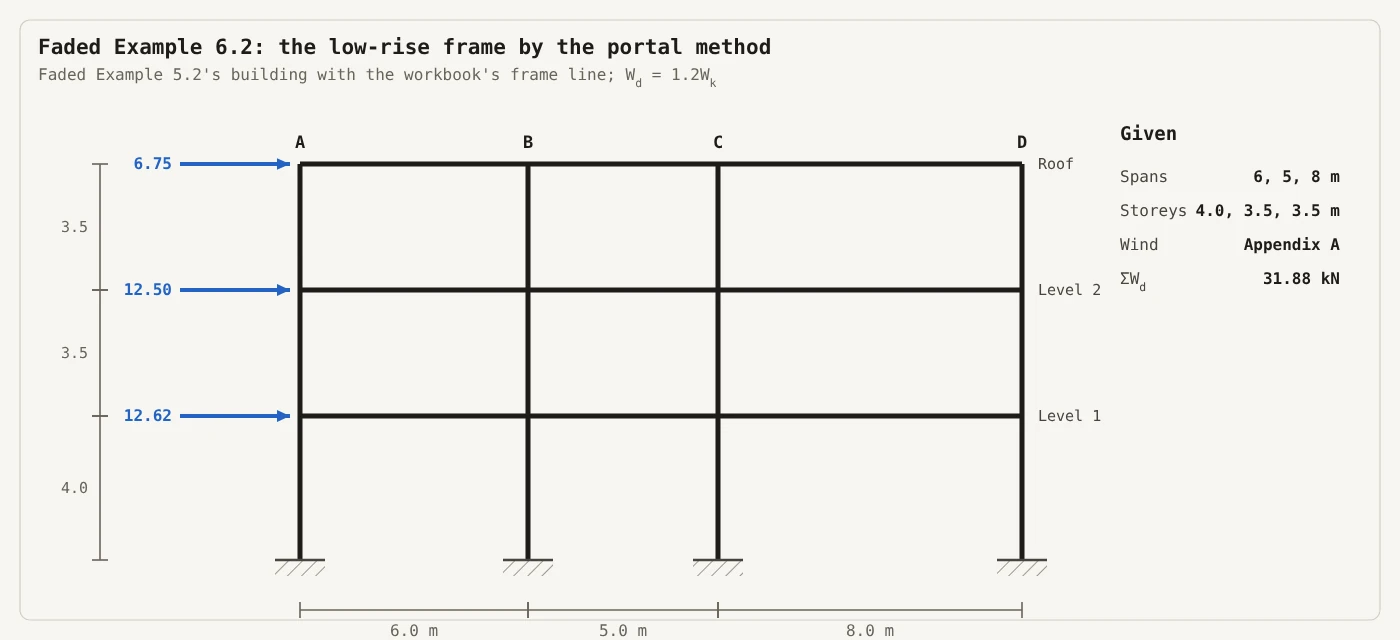 Faded Example 6.2: the low-rise frame by the portal method
Faded Example 5.2's building with the workbook's frame line; Wd = 1.2Wk
A B C D
Given
6.75
Roof
Spans 6, 5, 8 m
3.5
Storeys 4.0, 3.5, 3.5 m
Wind Appendix A
12.50
Level 2
ΣWd 31.88 kN
3.5
12.62
Level 1
4.0
6.0 m 5.0 m 8.0 m